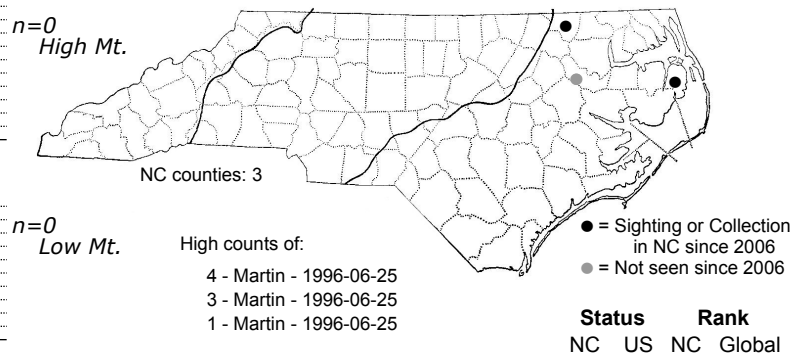 n=0
High Mt.
NC counties: 3
n=0
Low Mt.
High counts of:
4 - Martin - 1996-06-25
3 - Martin - 1996-06-25
1 - Martin - 1996-06-25
● = Sighting or Collection
in NC since 2006
● = Not seen since 2006
Status Rank
NC US NC Global